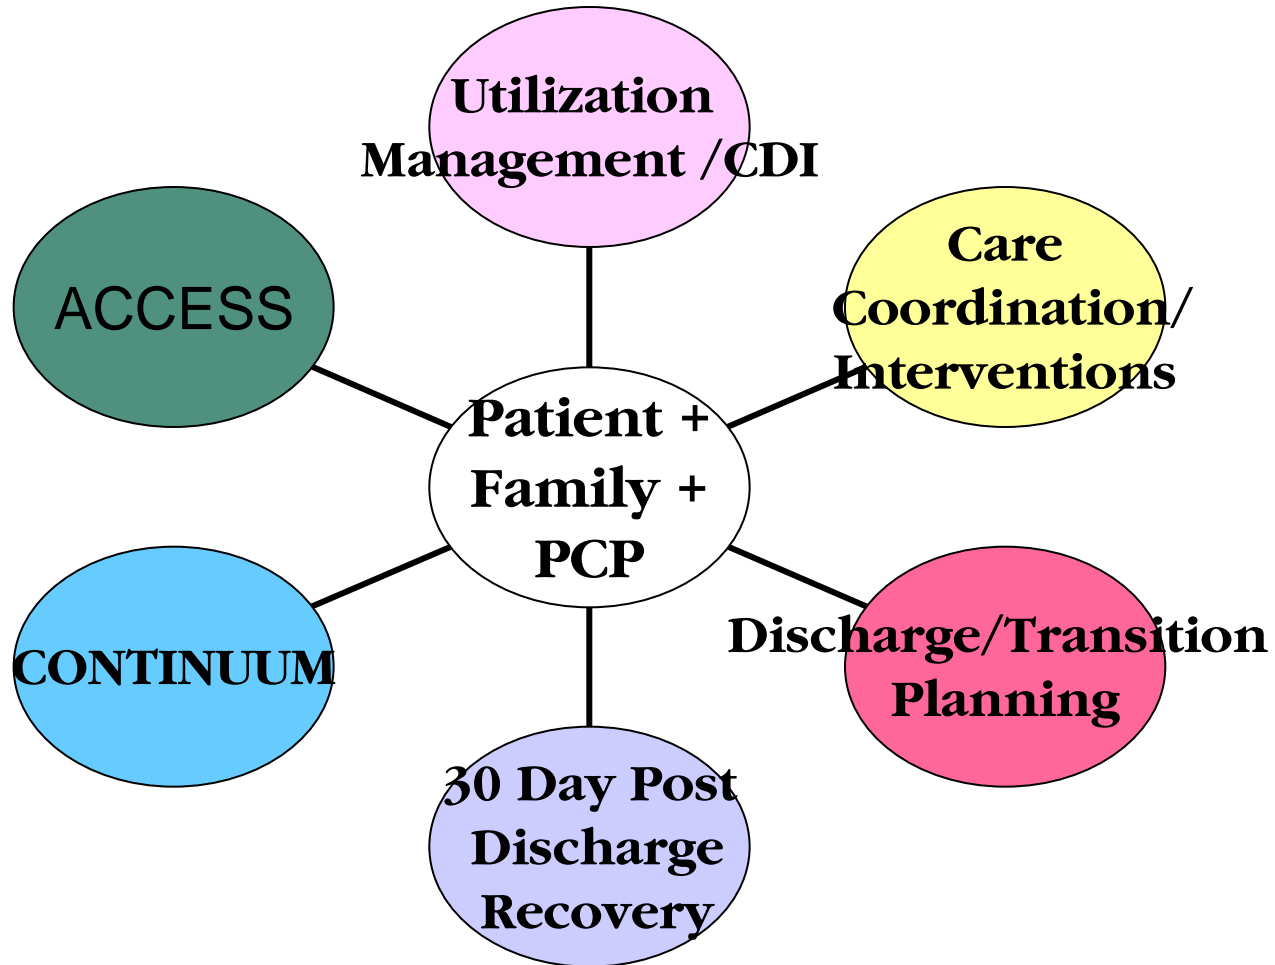 Utilization
Management /CDI
Care
Coordination/
Interventions
ACCESS
Patient +
Family +
PCP
Discharge/Transition
Planning
CONTINUUM
30 Day Post
Discharge
Recovery